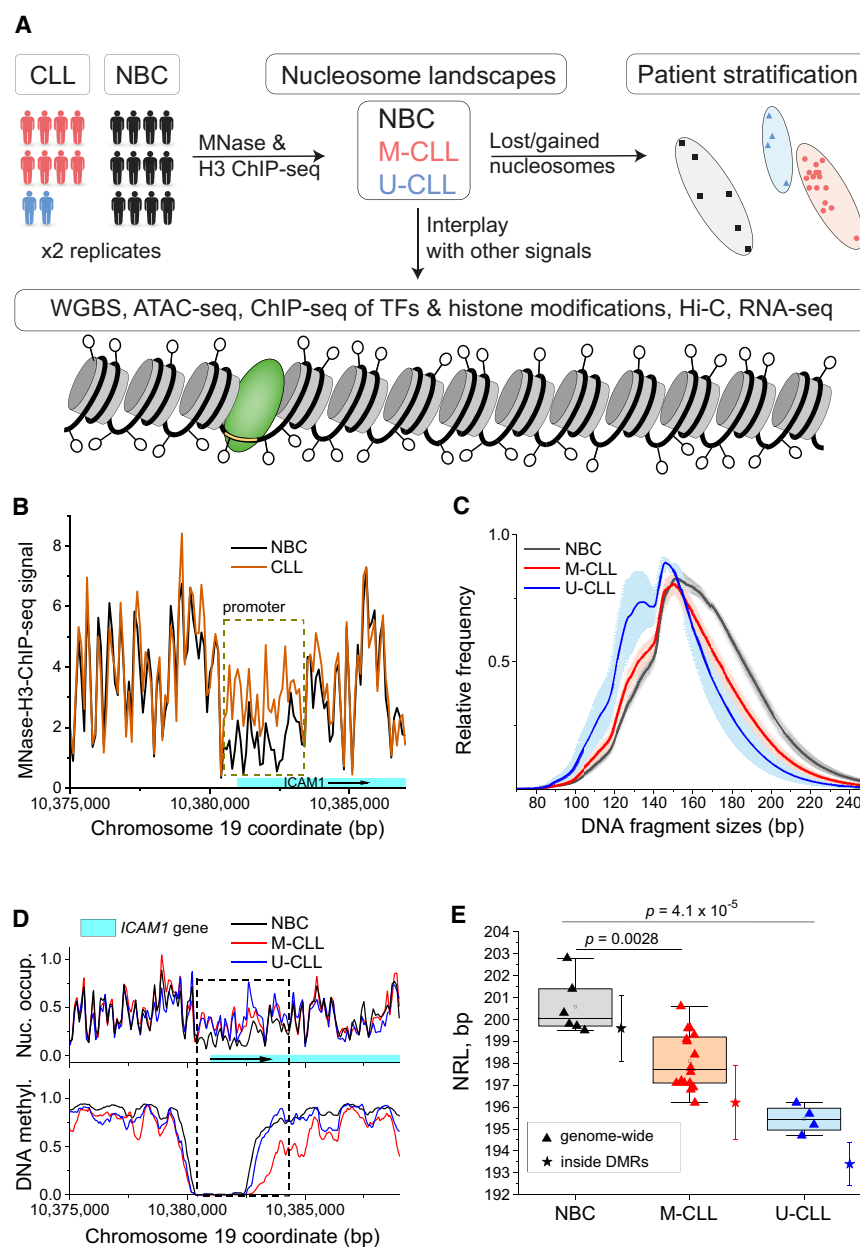 A
CLL
NBC
Nucleosome landscapes
Patient stratification
MNase &
H3 ChIP-seq
NBC
M-CLL
U-CLL
Lost/gained
nucleosomes
x2 replicates
Interplay
with other signals
WGBS, ATAC-seq, ChIP-seq of TFs & histone modifications, Hi-C, RNA-seq
B
MNase-H3-ChIP-seq signal
8
6
4
2
0
NBC
CLL
promoter
ICAM1
10,375,000
10,380,000
10,385,000
Chromosome 19 coordinate (bp)
C
Relative frequency
1.0
0.5
NBC
M-CLL
U-CLL
80
100
120
140
160
180
200
220
240
DNA fragment sizes (bp)
D
ICAM1 gene
NBC
M-CLL
U-CLL
Nuc. occup.
1.0
0.5
0.0
DNA methyl.
1.0
0.5
0.0
10,375,000
10,380,000
10,385,000
Chromosome 19 coordinate (bp)
E
p = 4.1 x 10-5
p = 0.0028
NRL, bp
204
203
202
201
200
199
198
197
196
195
194
193
192
genome-wide
inside DMRs
NBC
M-CLL
U-CLL